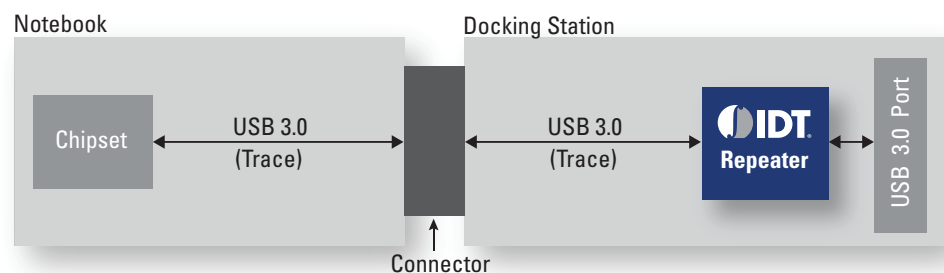 Notebook
Docking Station
Chipset
USB 3.0
(Trace)
USB 3.0
(Trace)
IDT.
Repeater
USB 3.0 Port
Connector